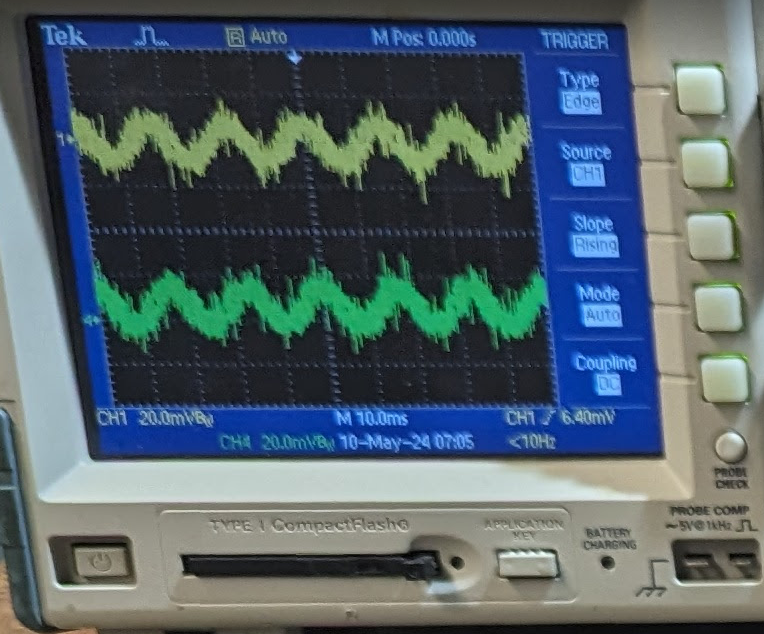 Tek R Auto M Pos: 0.000s TRIGGER
Type
Edge
1
Source
CH1
Slope
Rising
Mode
4
Auto
Coupling
DC
CH1 20.0mVBW M 10.0ms CH1 6.40mV
CH4 20.0mVBW 10-May-24 07:05 <10Hz
PROBE
CHECK
TYPE I CompactFlash®
APPLICATION
KEY
BATTERY
CHARGING
PROBE COMP
~5V@1kHz